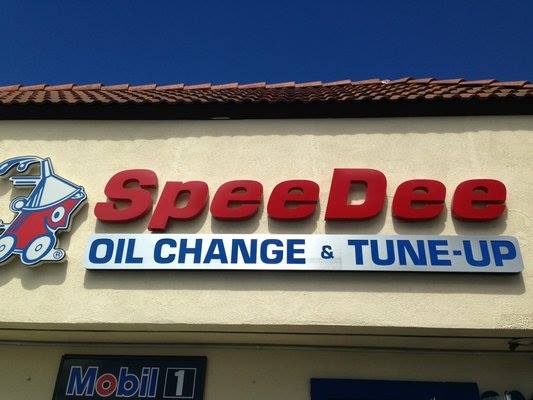 SpeeDee
OIL CHANGE & TUNE-UP
®
Mobil 1